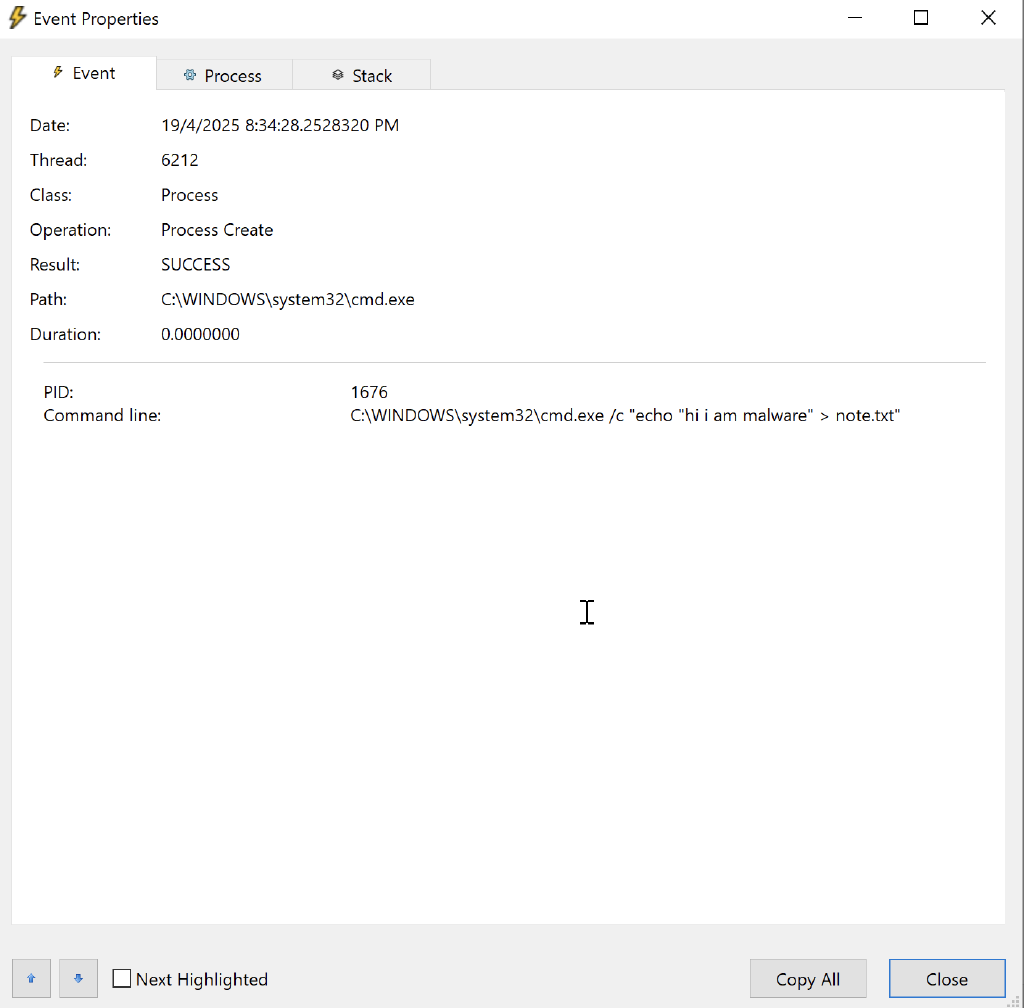 Event Properties
Event Process Stack
Date: 19/4/2025 8:34:28.2528320 PM
Thread: 6212
Class: Process
Operation: Process Create
Result: SUCCESS
Path: C:\WINDOWS\system32\cmd.exe
Duration: 0.0000000
PID: 1676
Command line: C:\WINDOWS\system32\cmd.exe /c "echo "hi i am malware" > note.txt"
Next Highlighted Copy All Close